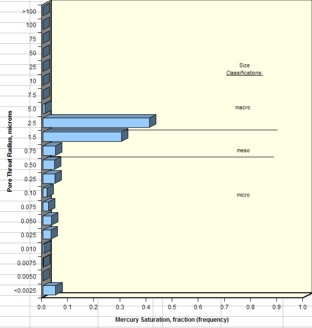 >100
100
75
50
25
10
7.5
5.0
2.5
1.5
0.75
0.50
0.25
0.10
0.075
0.05
0.025
0.010
0.0075
0.0050
<0.0025
Pore Throat Radius, microns
Size
Classifications:
macro
meso
micro
0.0 0.1 0.2 0.3 0.4 0.5 0.6 0.7 0.8 0.9 1.0
Mercury Saturation, fraction (frequency)